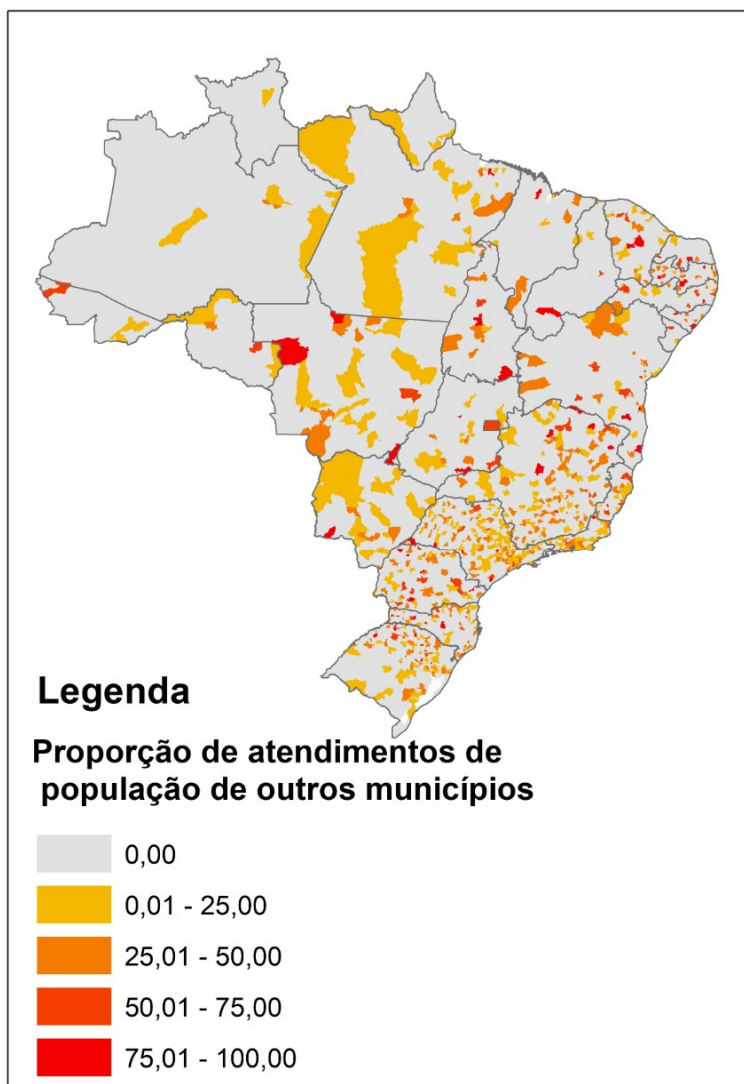 Legenda
Proporção de atendimentos de
população de outros municípios
0,00
0,01 - 25,00
25,01 - 50,00
50,01 - 75,00
75,01 - 100,00